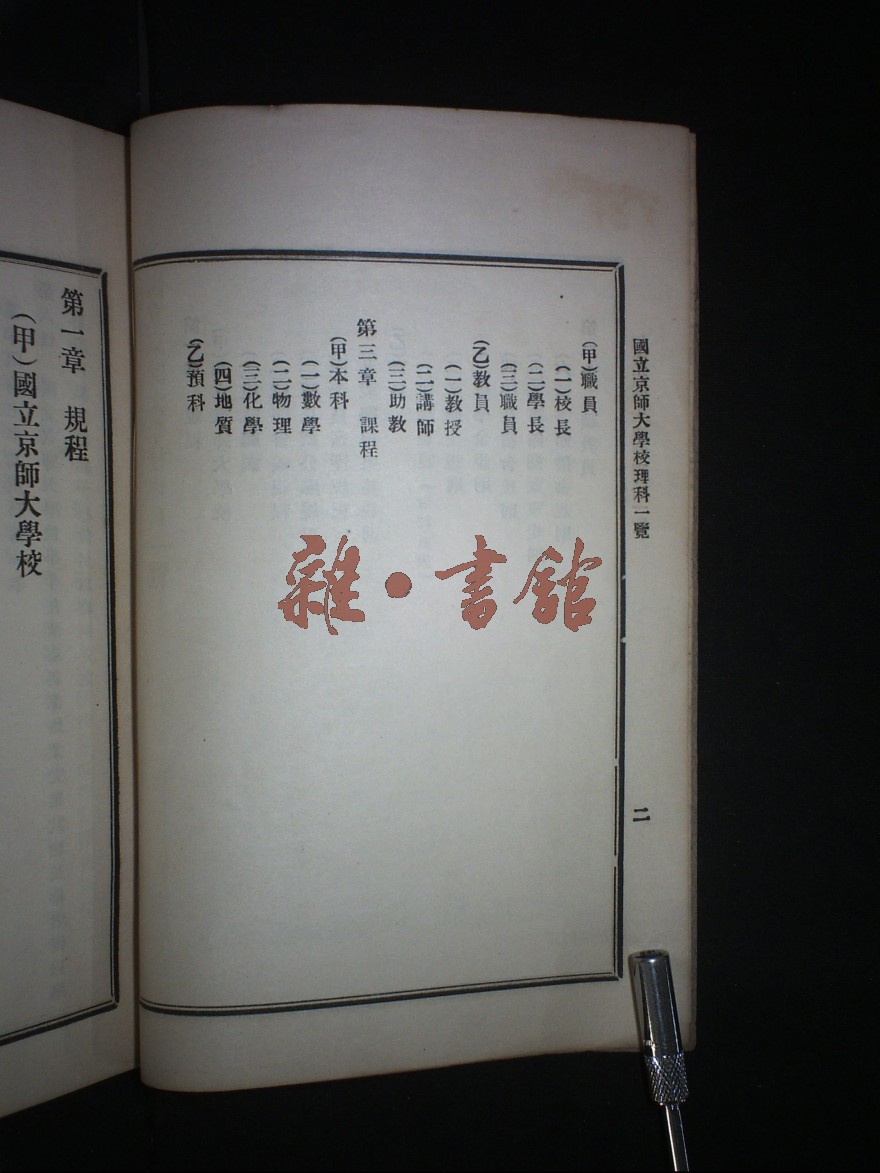 國立京師大學校理科一覽
二
(甲)職員
(一)校長
(二)學長
(三)職員
(乙)教員
(一)教授
(二)講師
(三)助教
第三章 課程
(甲)本科
(一)數學
(二)物理
(三)化學
(四)地質
(乙)預科
第一章 規程
(甲)國立京師大學校
雜·書館